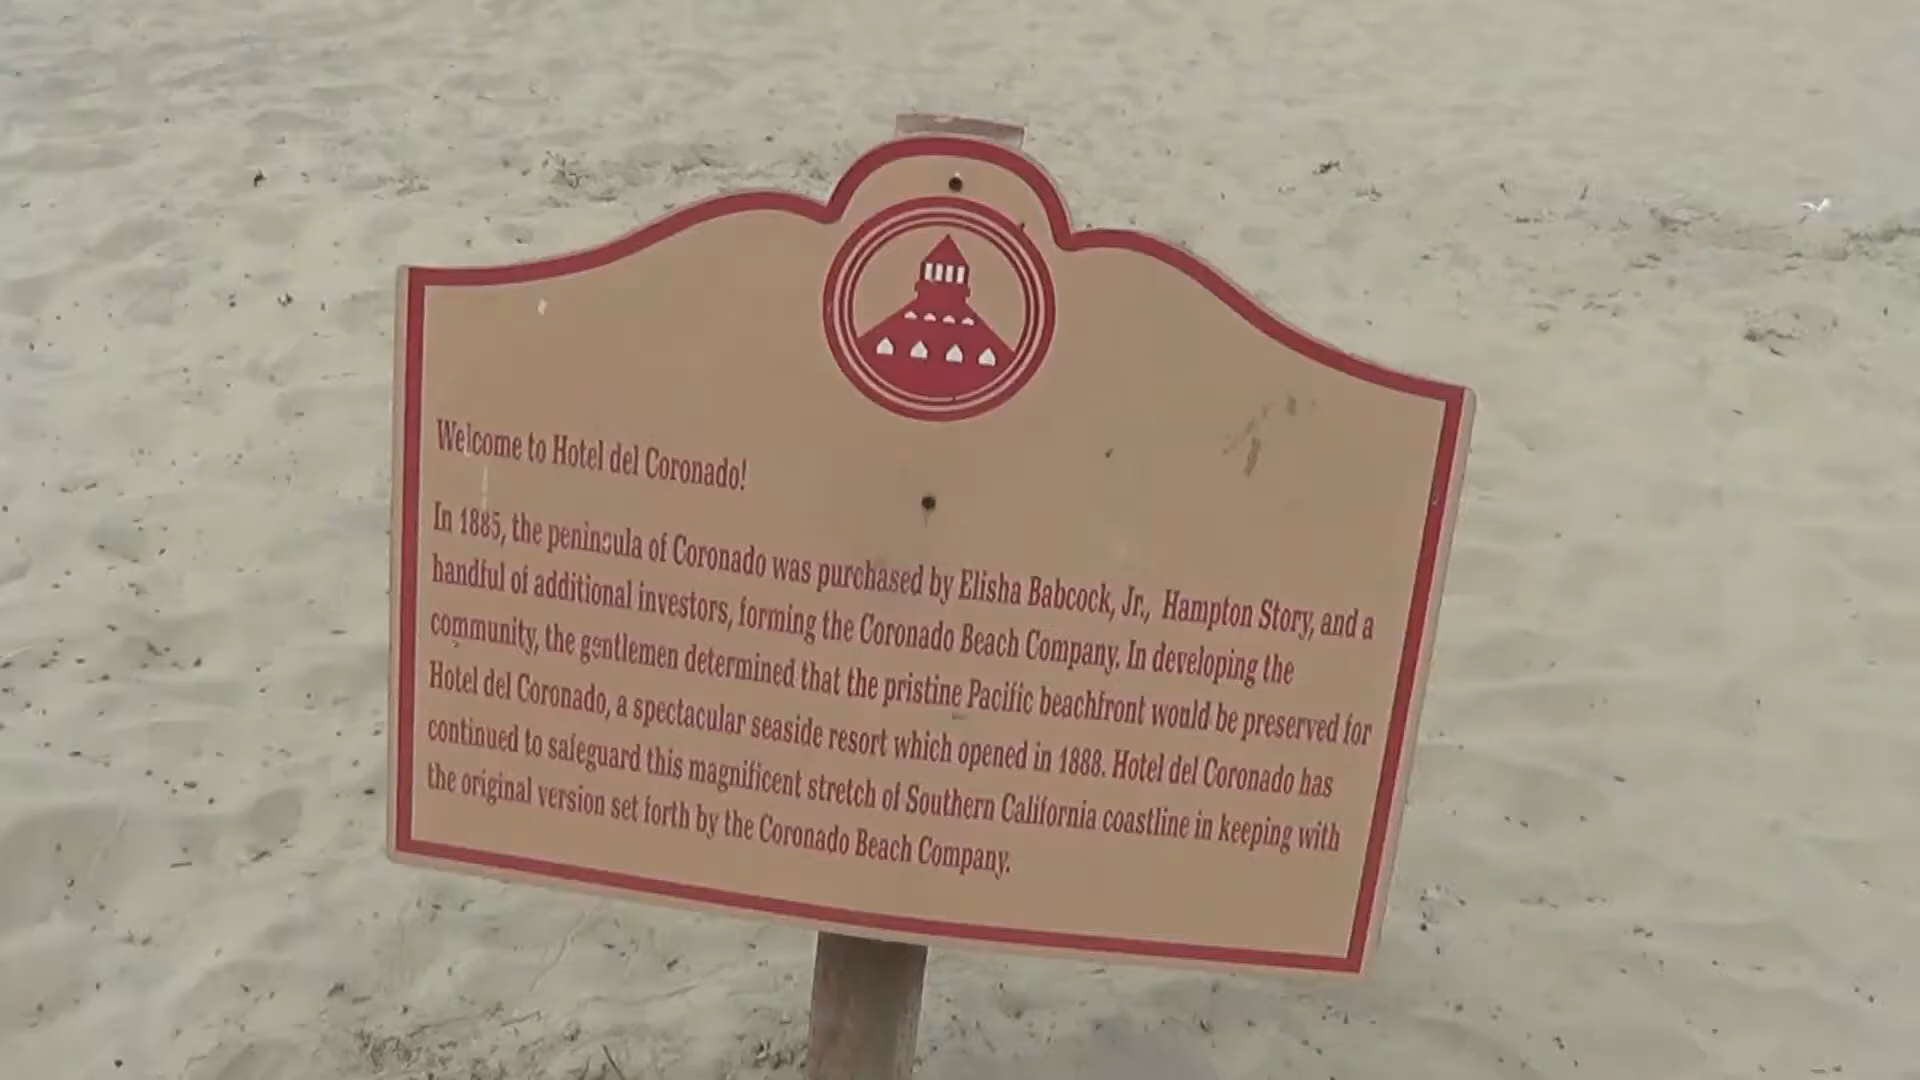 Welcome to Hotel del Coronado!
In 1885, the peninsula of Coronado was purchased by Elisha Babcock, Jr., Hampton Story, and a
handful of additional investors, forming the Coronado Beach Company. In developing the
community, the gentlemen determined that the pristine Pacific beachfront would be preserved for
Hotel del Coronado, a spectacular seaside resort which opened in 1888. Hotel del Coronado has
continued to safeguard this magnificent stretch of Southern California coastline in keeping with
the original version set forth by the Coronado Beach Company.